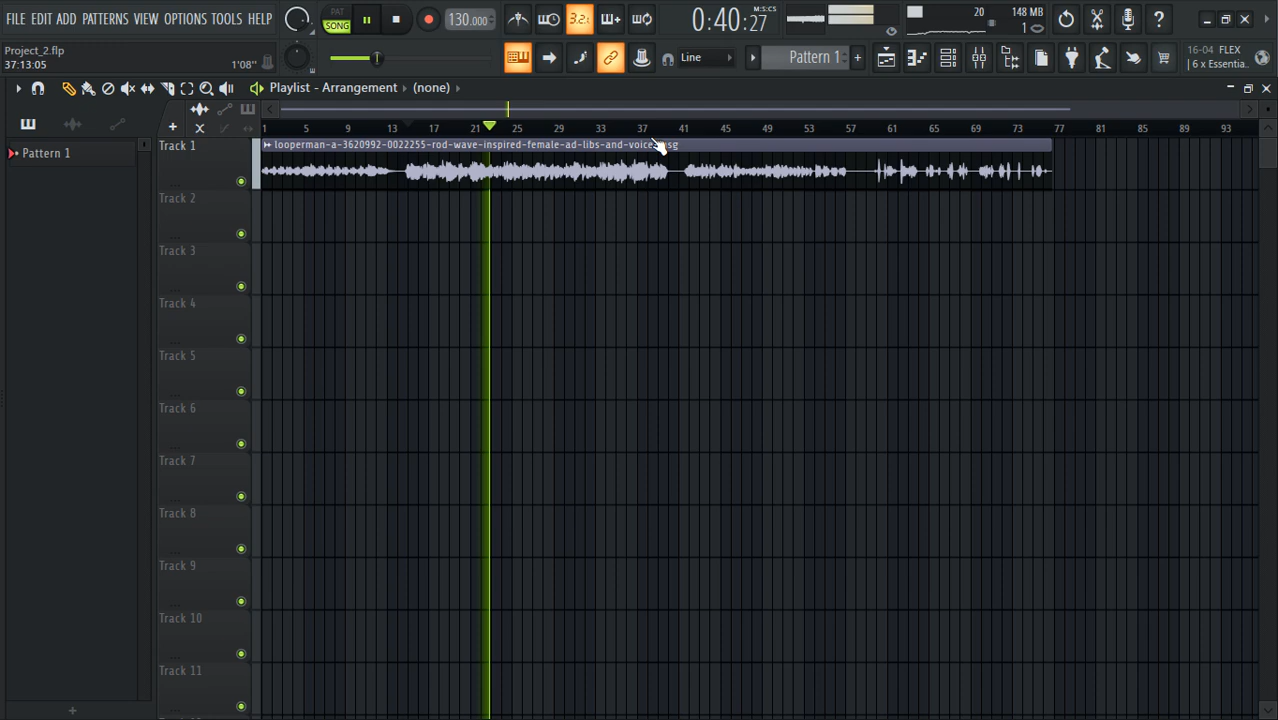 FILE EDIT ADD PATTERNS VIEW OPTIONS TOOLS HELP
PAT
SONG
130.000
3.2.
0:40:27
M:S:CS
20
148 MB
1
Project_2.flp
37:13:05
1'08"
1
Line
Pattern 1
16-04 FLEX
6 x Essentia..
Playlist - Arrangement
(none)
1 5 9 13 17 21 25 29 33 37 41 45 49 53 57 61 65 69 73 77 81 85 89 93
Pattern 1
Track 1
looperman-a-3620992-0022255-rod-wave-inspired-female-ad-libs-and-voice
Track 2
Track 3
Track 4
Track 5
Track 6
Track 7
Track 8
Track 9
Track 10
Track 11